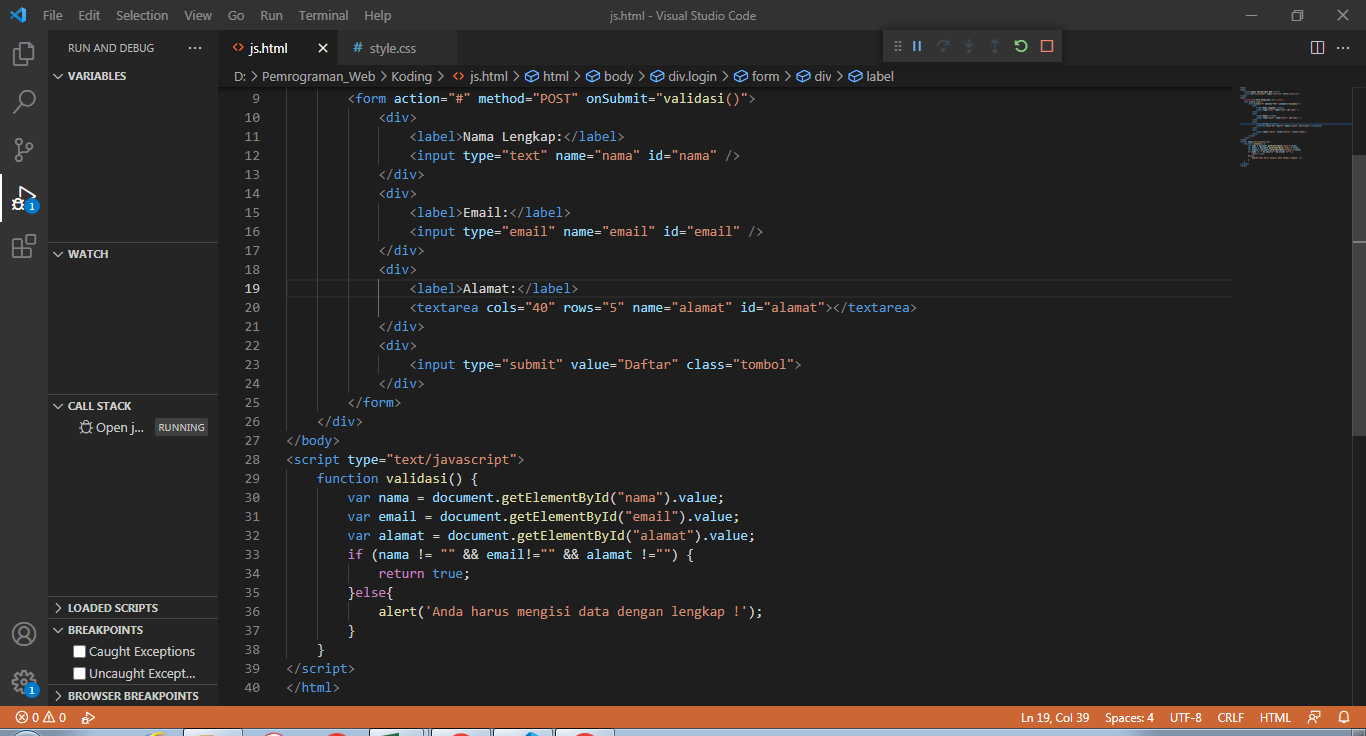 File Edit Selection View Go Run Terminal Help js.html - Visual Studio Code
RUN AND DEBUG ···
js.html
# style.css
D: > Pemrograman_Web > Koding > js.html > html > body > div.login > form > div > label
VARIABLES
WATCH
CALL STACK
Open j... RUNNING
LOADED SCRIPTS
BREAKPOINTS
Caught Exceptions
Uncaught Except...
BROWSER BREAKPOINTS
1
1
9 <form action="#" method="POST" onSubmit="validasi()">
10 <div>
11 <label>Nama Lengkap:</label>
12 <input type="text" name="nama" id="nama" />
13 </div>
14 <div>
15 <label>Email:</label>
16 <input type="email" name="email" id="email" />
17 </div>
18 <div>
19 <label>Alamat:</label>
20 <textarea cols="40" rows="5" name="alamat" id="alamat"></textarea>
21 </div>
22 <div>
23 <input type="submit" value="Daftar" class="tombol">
24 </div>
25 </form>
26 </div>
27 </body>
28 <script type="text/javascript">
29 function validasi() {
30 var nama = document.getElementById("nama").value;
31 var email = document.getElementById("email").value;
32 var alamat = document.getElementById("alamat").value;
33 if (nama != "" && email!="" && alamat !="") {
34 return true;
35 }else{
36 alert('Anda harus mengisi data dengan lengkap !');
37 }
38 }
39 </script>
40 </html>
0 0 Ln 19, Col 39 Spaces: 4 UTF-8 CRLF HTML